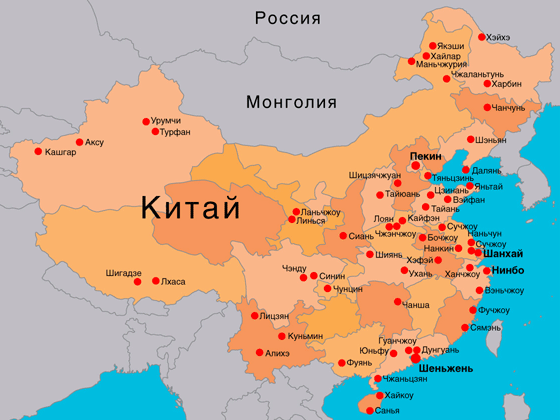 Россия
Хэйхэ
Якэши
Хайлар
Маньчжурия
Чжаланьтунь
Харбин
Монголия
Чанчунь
Урумчи
Турфан
Шэньян
Аксу
Кашгар
Пекин
Далянь
Шицзячжуан
Тяньцзинь
Яньтай
Цзинань
Тайюань
Вэйфан
Китай
Тайань
Ланьчжоу
Линься
Лоян
Кайфэн
Сучжоу
Чжэнчжоу
Сиань
Бочжоу
Наньчун
Сучжоу
Нанкин
Шанхай
Шиянь
Хэфэй
Чэнду
Синин
Ухань
Ханчжоу
Нинбо
Шигадзе
Лхаса
Чунцин
Вэньчжоу
Чанша
Фучжоу
Лицзян
Сямэнь
Куньмин
Гуанчжоу
Алихэ
Юньфу
Дунгуань
Фуянь
Шеньжень
Чжаньцзян
Хайкоу
Санья